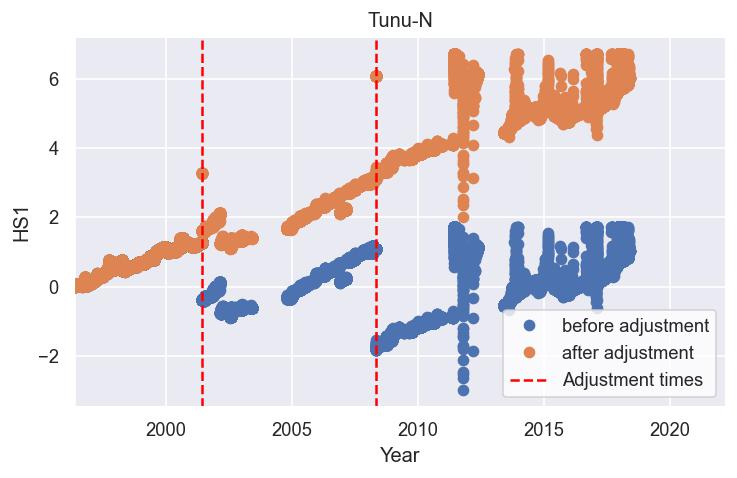 Tunu-N
HS1
6
4
2
0
−2
2000 2005 2010 2015 2020
Year
before adjustment
after adjustment
Adjustment times